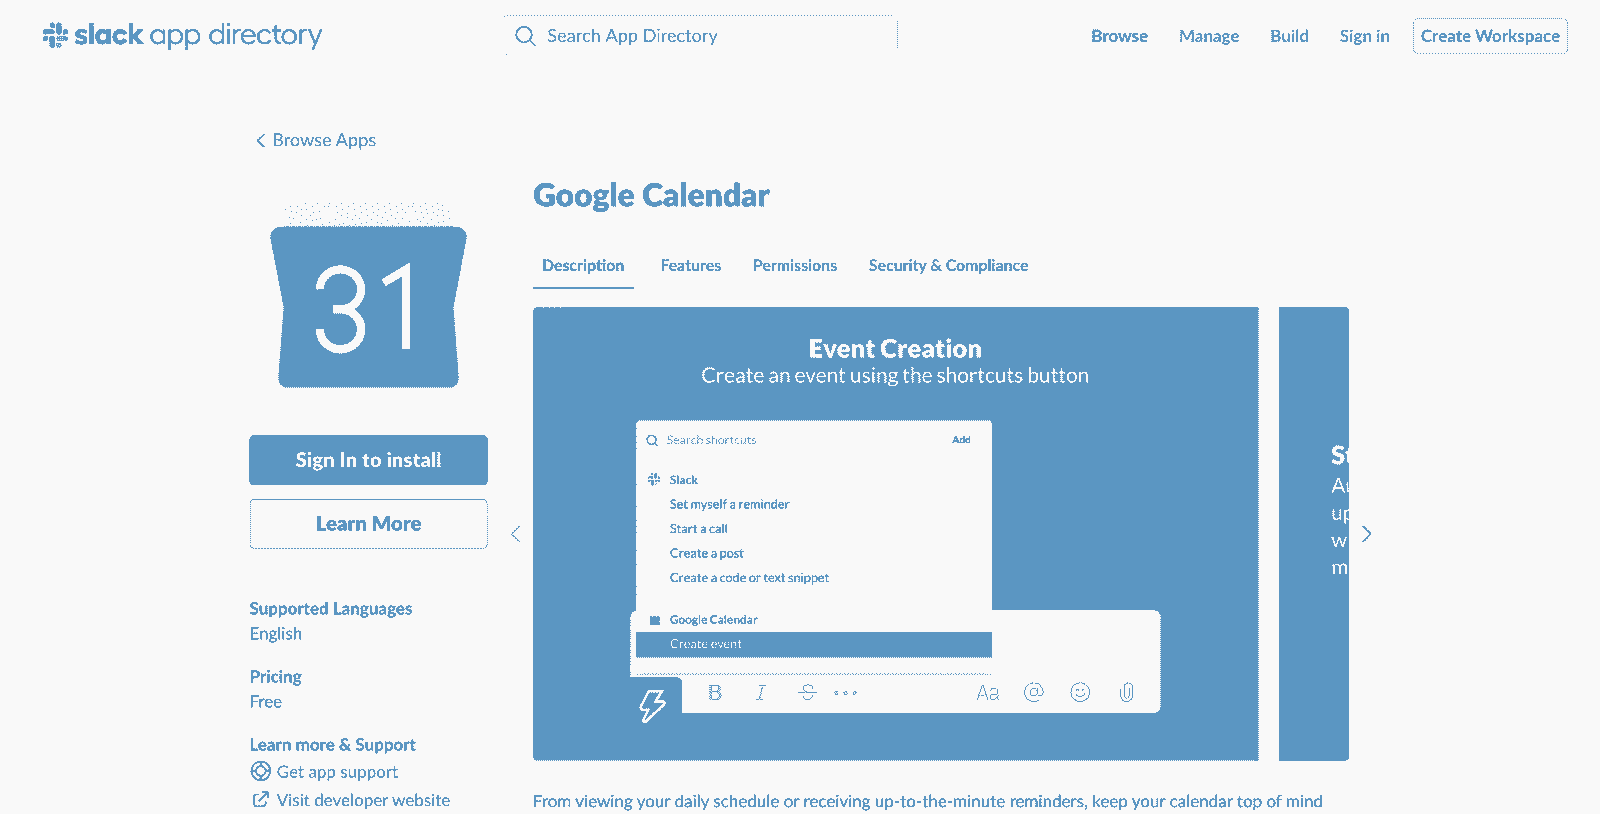 slack app directory
Search App Directory
Browse Manage Build Sign in Create Workspace
Browse Apps
31
Sign In to install
Learn More
Supported Languages
English
Pricing
Free
Learn more & Support
Get app support
Visit developer website
Google Calendar
Description Features Permissions Security & Compliance
Event Creation
Create an event using the shortcuts button
Search shortcuts Add
Slack
Set myself a reminder
Start a call
Create a post
Create a code or text snippet
Google Calendar
Create event
B I S Aa @
up
w
m
From viewing your daily schedule or receiving up-to-the-minute reminders, keep your calendar top of mind